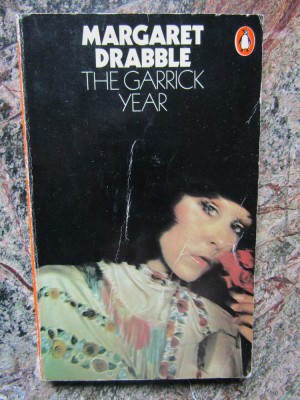 MARGARET
DRABBLE
THE GARRICK
YEAR